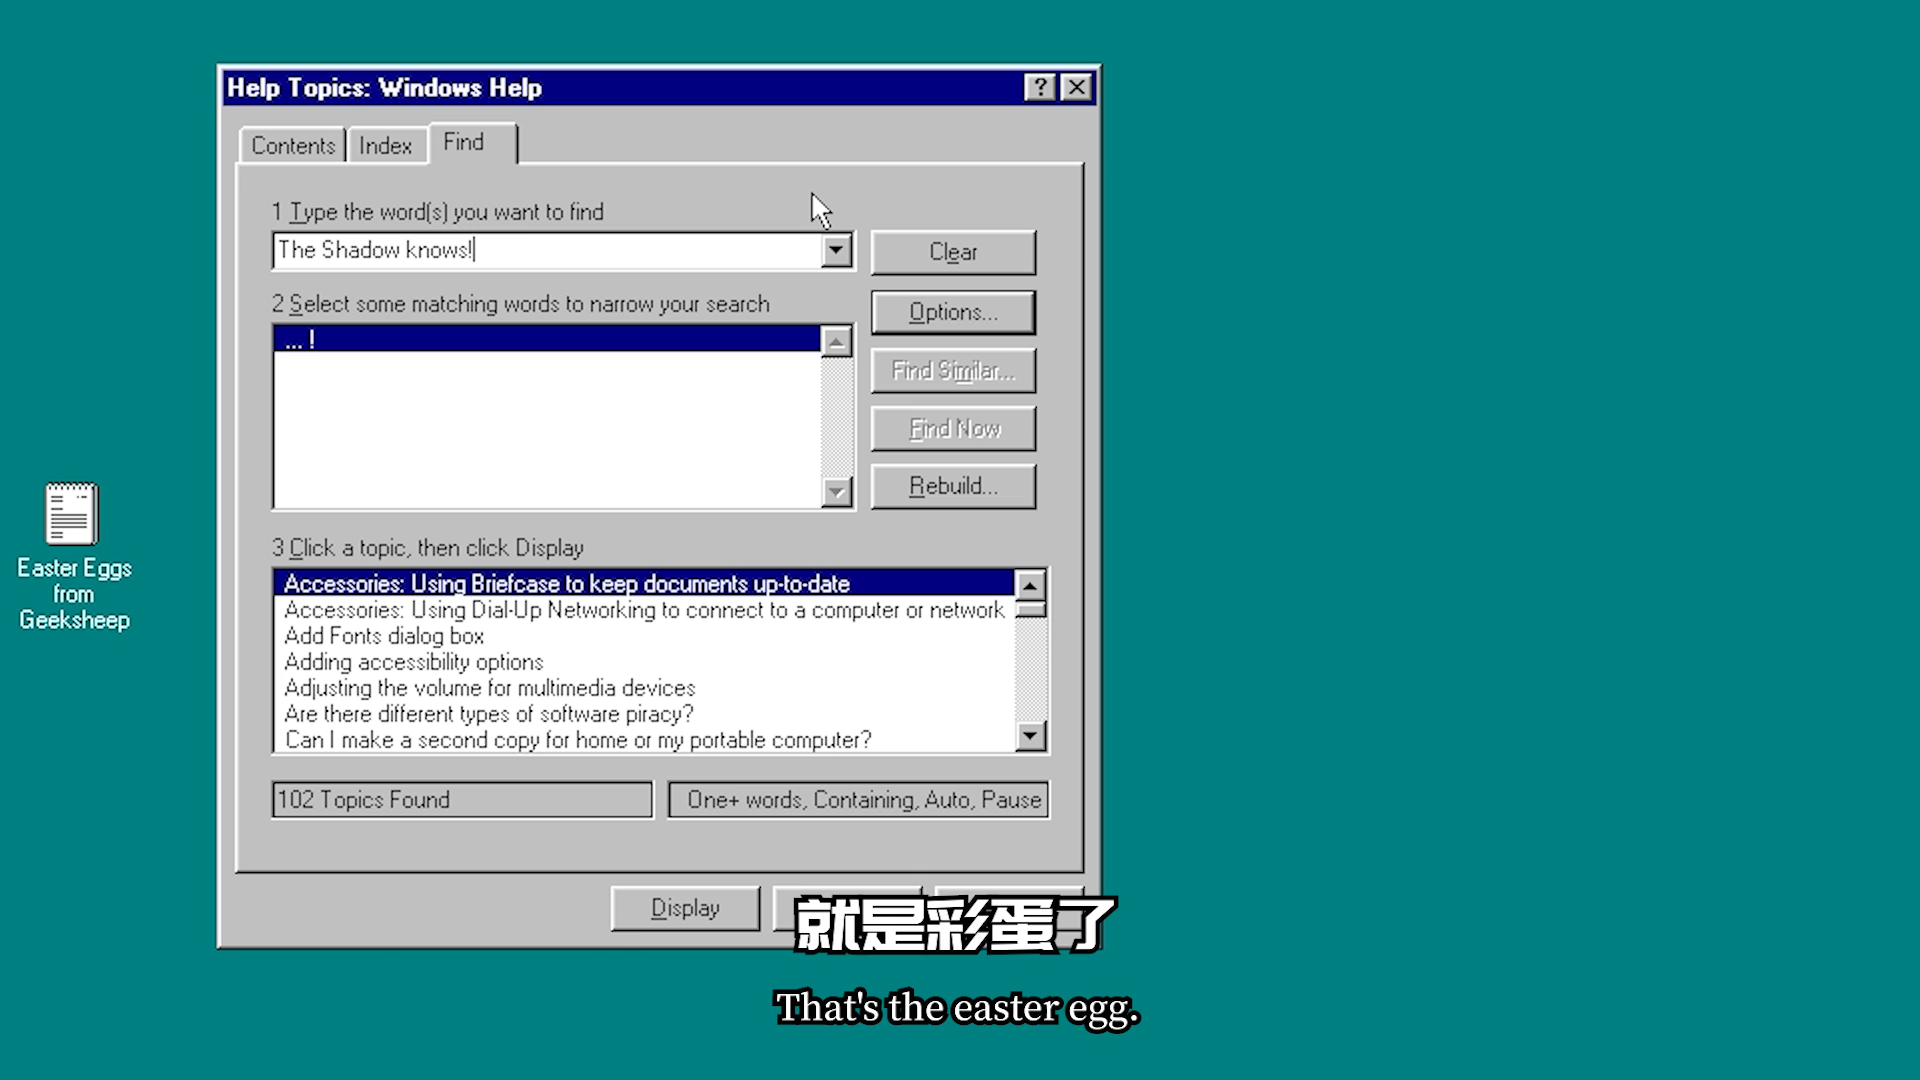 Help Topics: Windows Help
Contents
Index
Find
1 Type the word(s) you want to find
The Shadow knows!
Clear
2 Select some matching words to narrow your search
... !
Options...
Find Similar...
Find Now
Rebuild...
3 Click a topic, then click Display
Accessories: Using Briefcase to keep documents up-to-date
Accessories: Using Dial-Up Networking to connect to a computer or network
Add Fonts dialog box
Adding accessibility options
Adjusting the volume for multimedia devices
Are there different types of software piracy?
Can I make a second copy for home or my portable computer?
102 Topics Found
One+ words, Containing, Auto, Pause
Display
Easter Eggs
from
Geeksheep
就是彩蛋了
That's the easter egg.